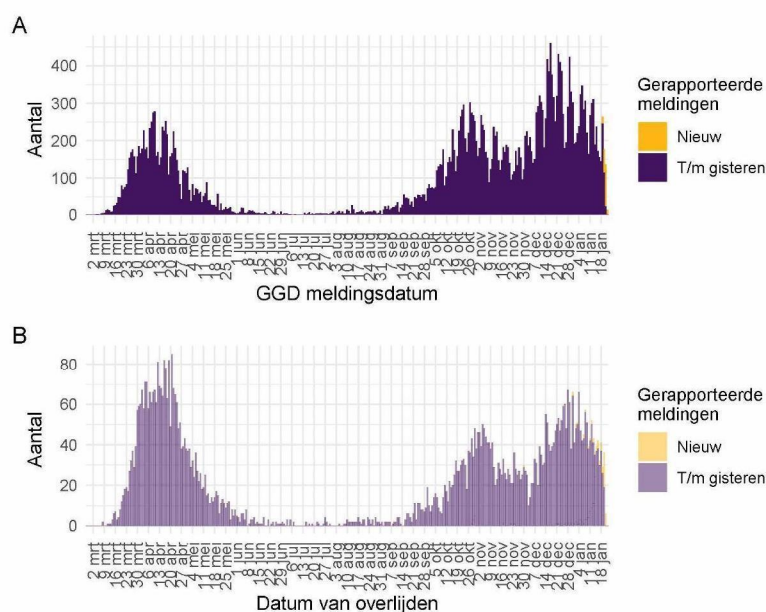 A
400
300
200
100
0
Aantal
2 mrt
9 mrt
16 mrt
23 mrt
30 mrt
6 apr
13 apr
20 apr
27 apr
4 mei
11 mei
18 mei
25 mei
1 jun
8 jun
15 jun
22 jun
29 jun
6 jul
13 jul
20 jul
27 jul
3 aug
10 aug
17 aug
24 aug
31 aug
7 sep
14 sep
21 sep
28 sep
5 okt
12 okt
19 okt
26 okt
2 nov
9 nov
16 nov
23 nov
30 nov
7 dec
14 dec
21 dec
28 dec
4 jan
11 jan
18 jan
GGD meldingsdatum
Gerapporteerde
meldingen
Nieuw
T/m gisteren
B
80
60
40
20
0
Aantal
2 mrt
9 mrt
16 mrt
23 mrt
30 mrt
6 apr
13 apr
20 apr
27 apr
4 mei
11 mei
18 mei
25 mei
1 jun
8 jun
15 jun
22 jun
29 jun
6 jul
13 jul
20 jul
27 jul
3 aug
10 aug
17 aug
24 aug
31 aug
7 sep
14 sep
21 sep
28 sep
5 okt
12 okt
19 okt
26 okt
2 nov
9 nov
16 nov
23 nov
30 nov
7 dec
14 dec
21 dec
28 dec
4 jan
11 jan
18 jan
Datum van overlijden
Gerapporteerde
meldingen
Nieuw
T/m gisteren